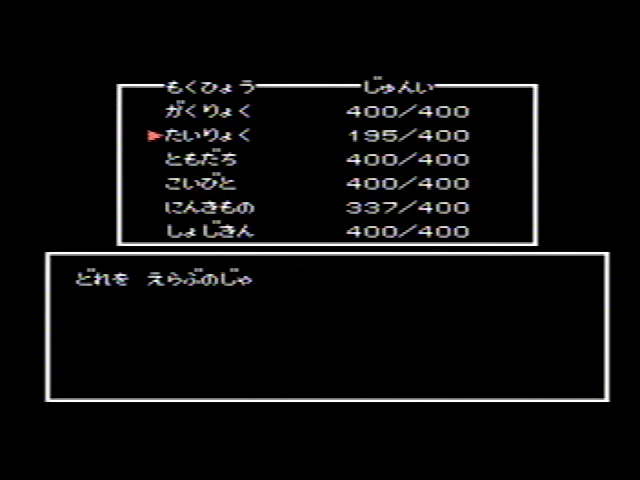 もくひょう じゅんい
がくりょく 400/400
▶たいりょく 195/400
ともだち 400/400
こいびと 400/400
にんきもの 337/400
しょじきん 400/400
どれを えらぶのじゃ